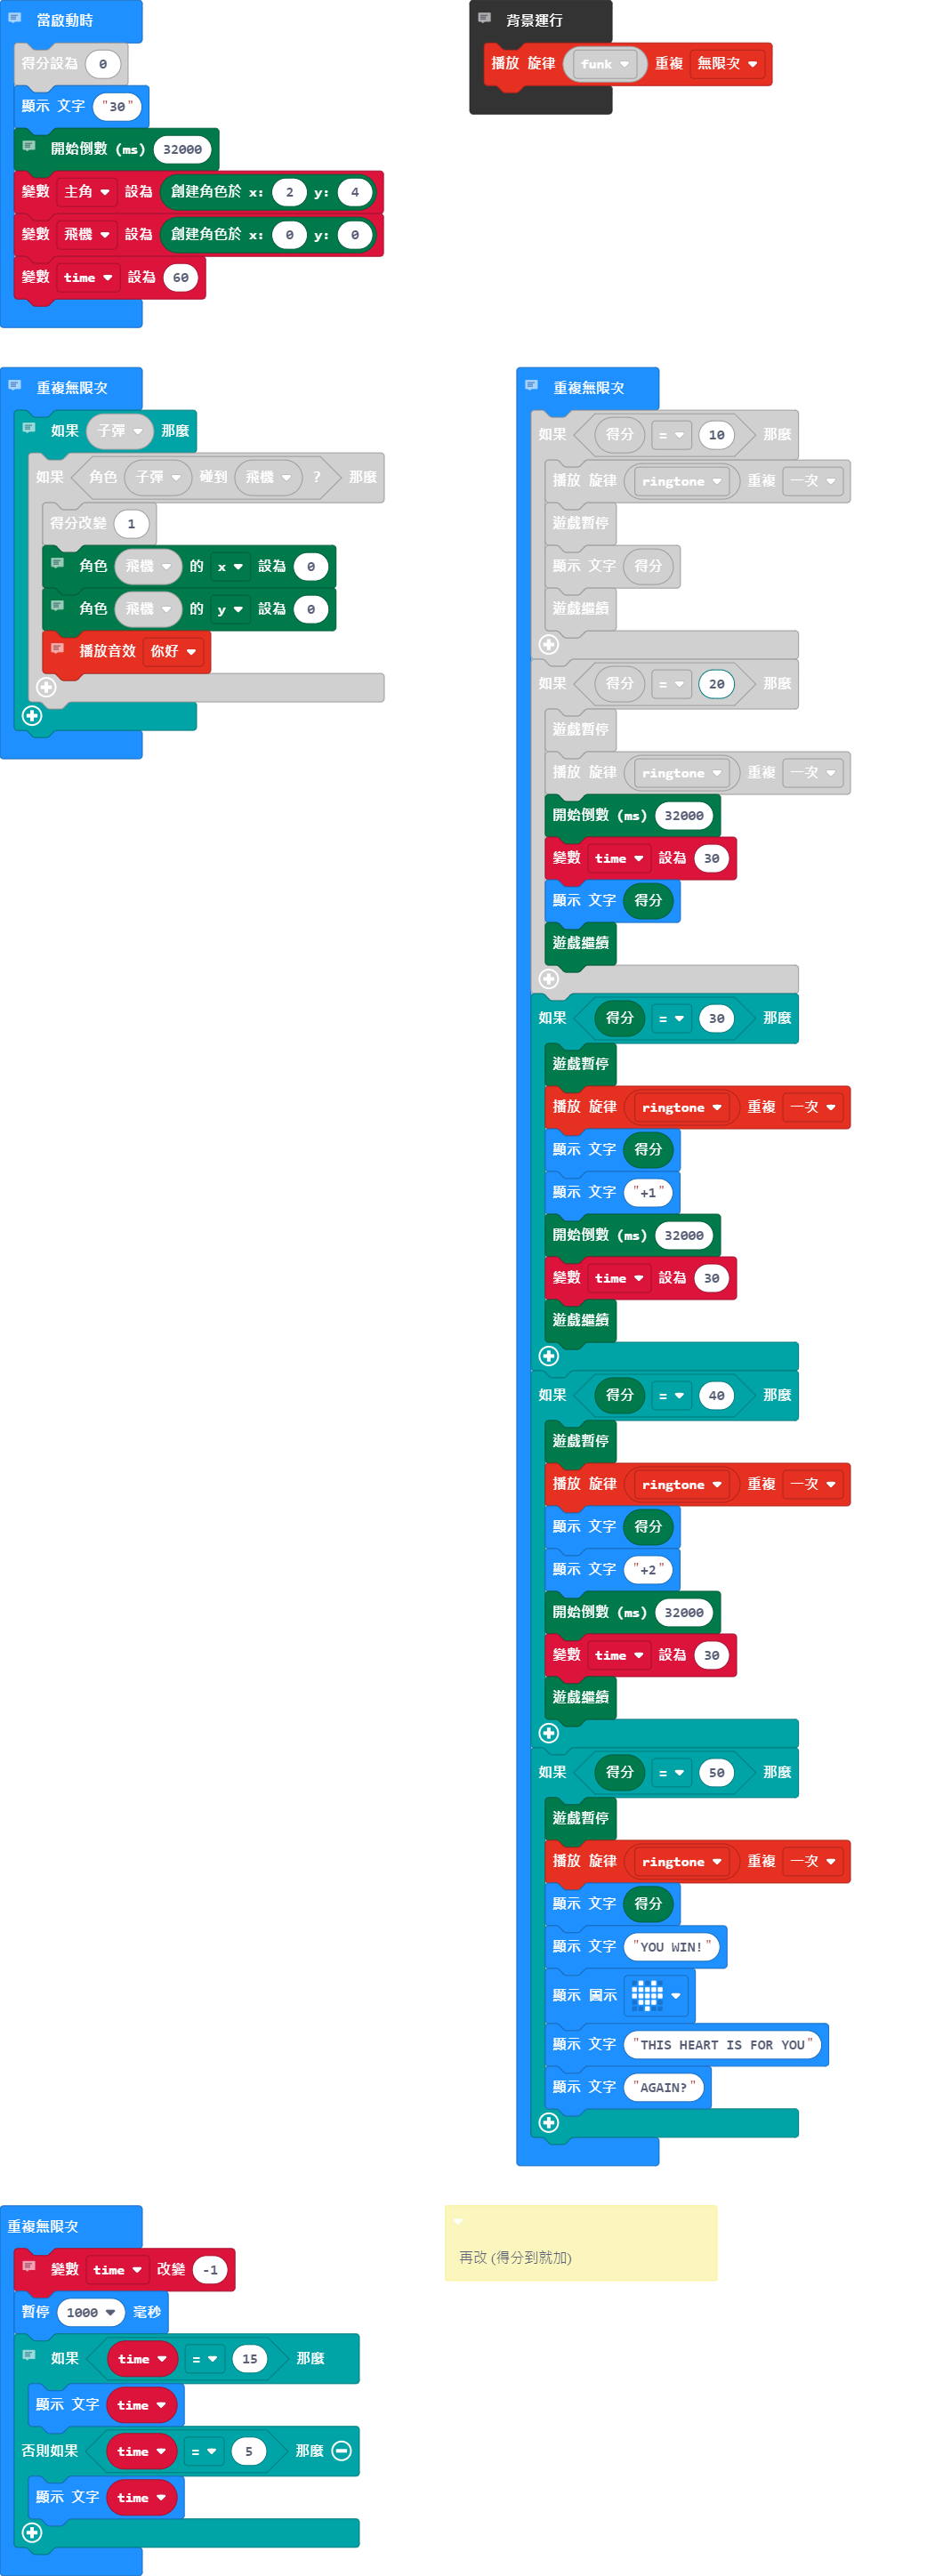 當啟動時
得分設為 0
顯示 文字 "30"
開始倒數 (ms) 32000
變數 主角 設為 創建角色於 x: 2 y: 4
變數 飛機 設為 創建角色於 x: 0 y: 0
變數 time 設為 60
背景運行
播放 旋律 funk 重複 無限次
重複無限次
如果 子彈 那麼
如果 角色 子彈 碰到 飛機 ? 那麼
得分改變 1
角色 飛機 的 x 設為 0
角色 飛機 的 y 設為 0
播放音效 你好
重複無限次
如果 得分 = 10 那麼
播放 旋律 ringtone 重複 一次
遊戲暫停
顯示 文字 得分
遊戲繼續
如果 得分 = 20 那麼
遊戲暫停
播放 旋律 ringtone 重複 一次
開始倒數 (ms) 32000
變數 time 設為 30
顯示 文字 得分
遊戲繼續
如果 得分 = 30 那麼
遊戲暫停
播放 旋律 ringtone 重複 一次
顯示 文字 得分
顯示 文字 "+1"
開始倒數 (ms) 32000
變數 time 設為 30
遊戲繼續
如果 得分 = 40 那麼
遊戲暫停
播放 旋律 ringtone 重複 一次
顯示 文字 得分
顯示 文字 "+2"
開始倒數 (ms) 32000
變數 time 設為 30
遊戲繼續
如果 得分 = 50 那麼
遊戲暫停
播放 旋律 ringtone 重複 一次
顯示 文字 得分
顯示 文字 "YOU WIN!"
顯示 圖示
顯示 文字 "THIS HEART IS FOR YOU"
顯示 文字 "AGAIN?"
重複無限次
變數 time 改變 -1
暫停 1000 毫秒
如果 time = 15 那麼
顯示 文字 time
否則如果 time = 5 那麼
顯示 文字 time
再改 (得分到就加)